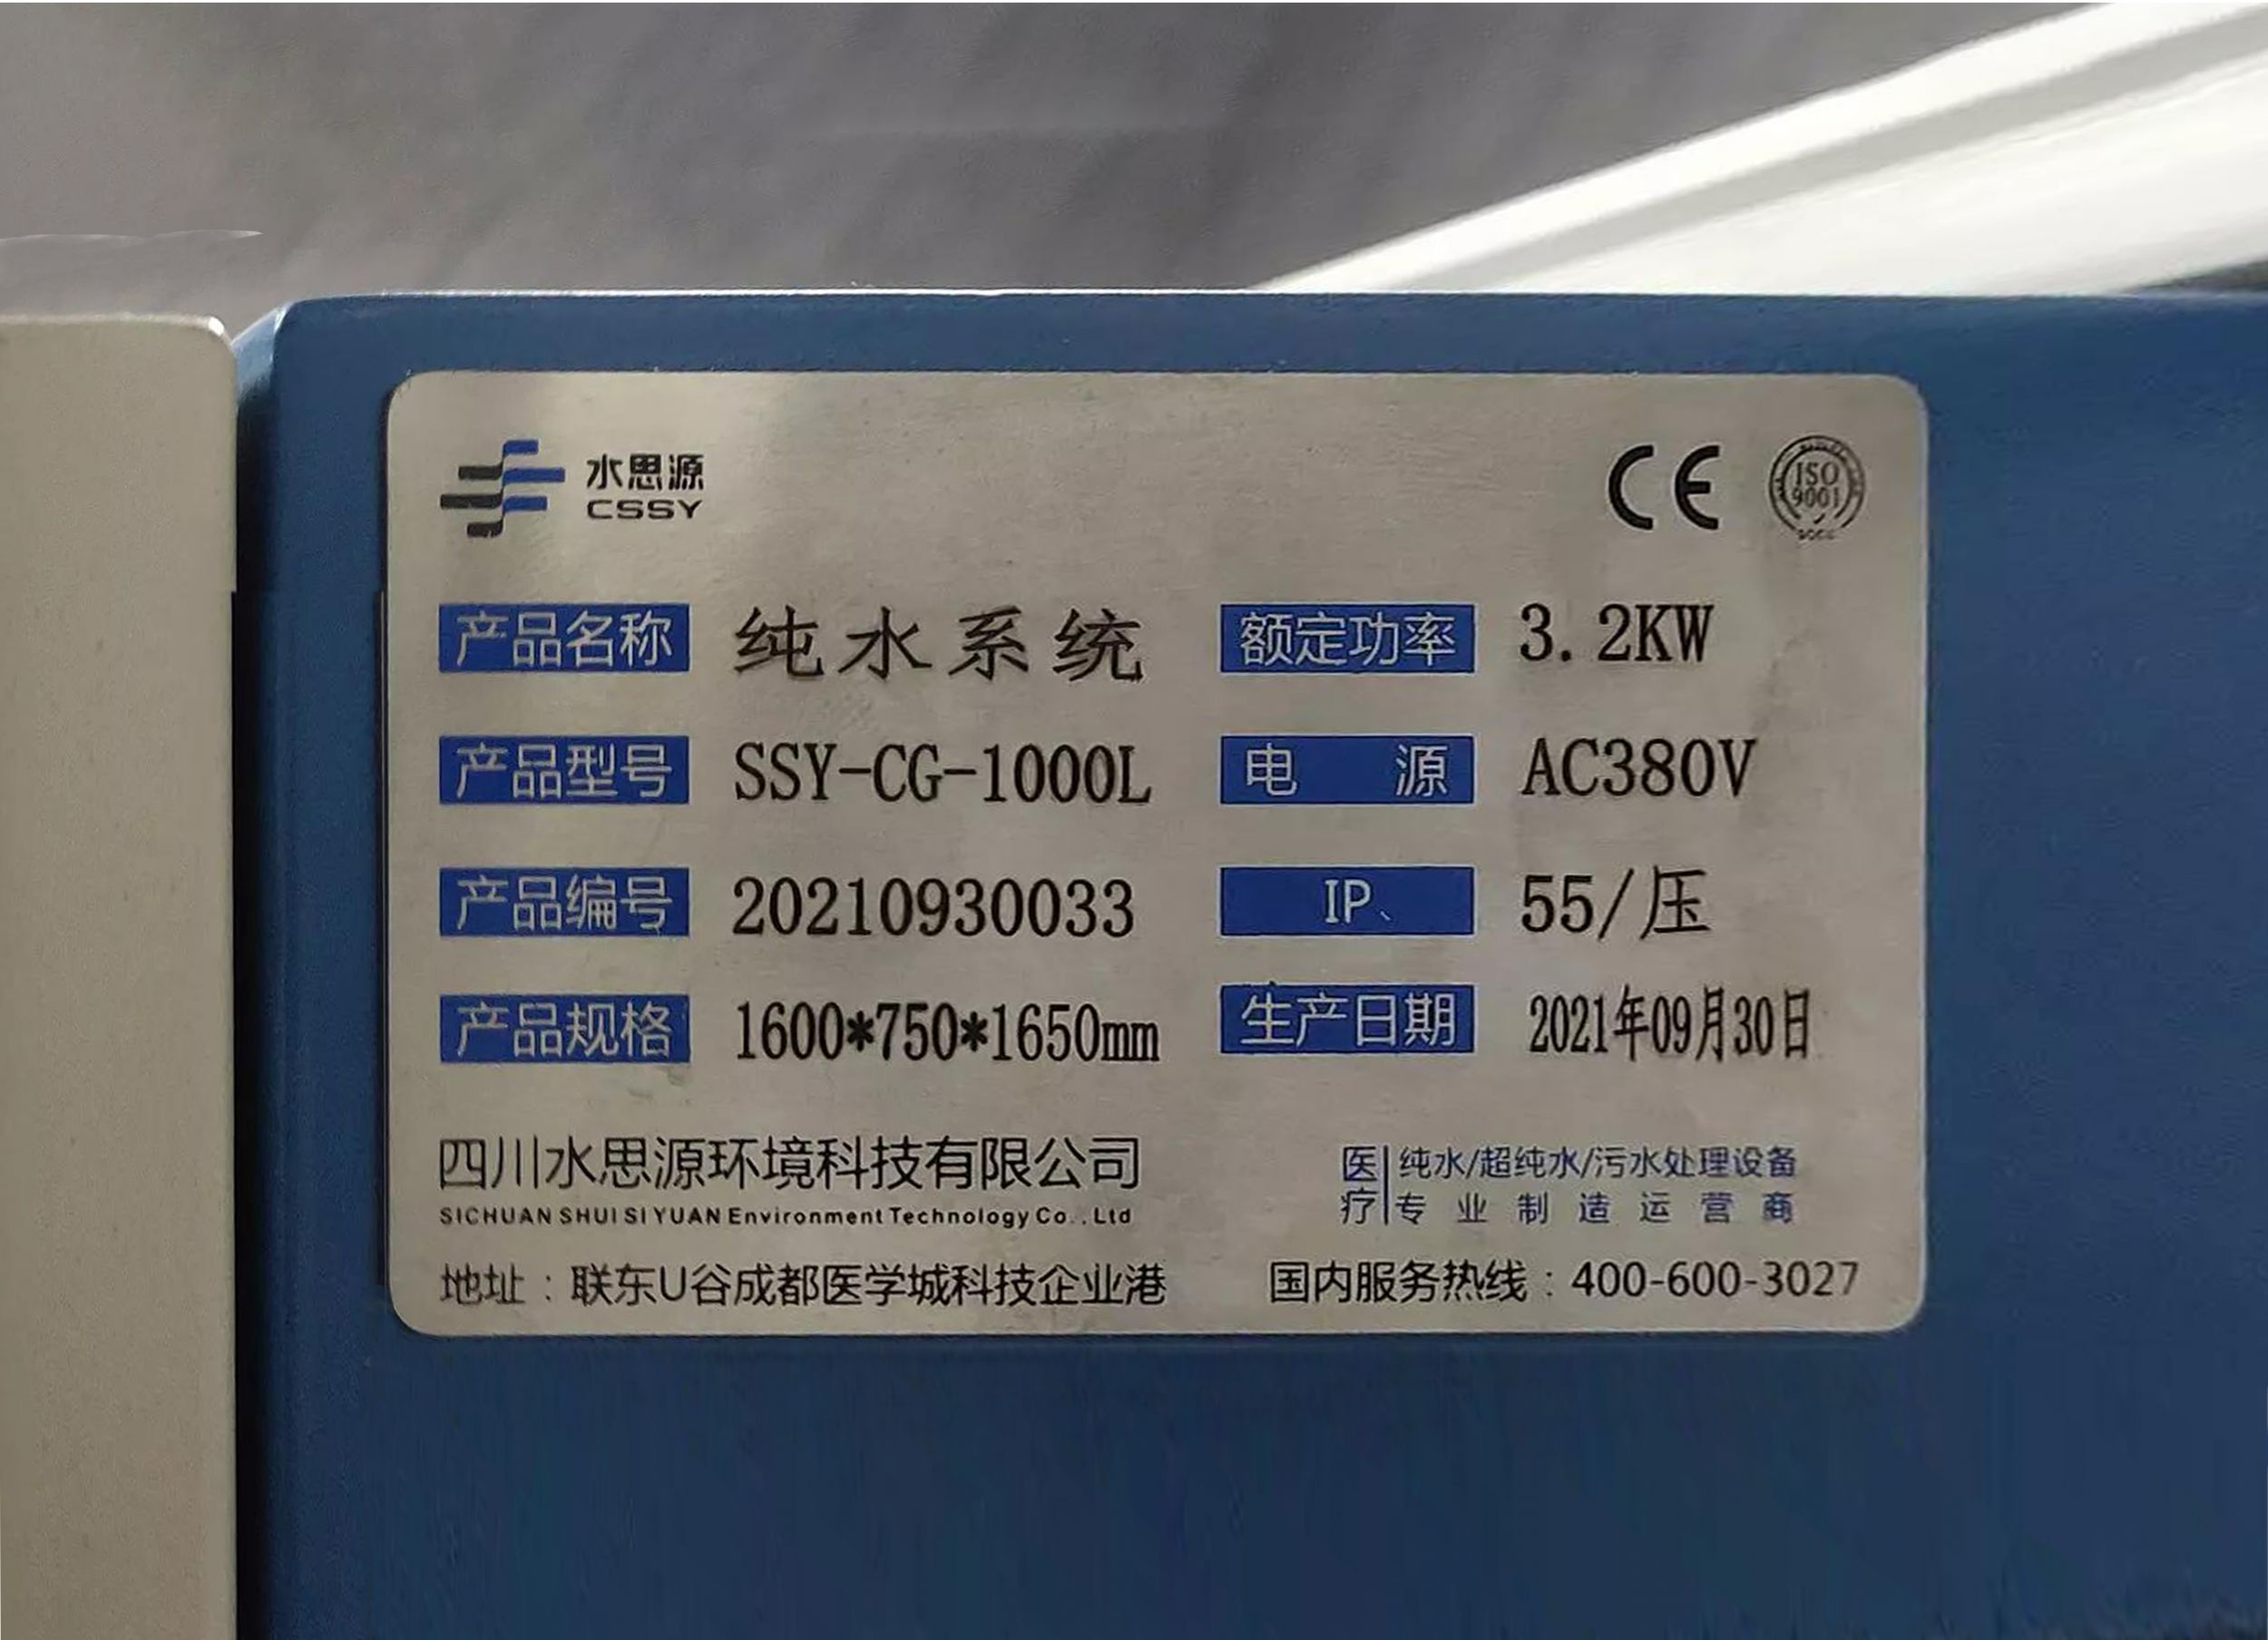 水思源
CSSY
CE
ISO
9001
产品名称 纯水系统 额定功率 3.2KW
产品型号 SSY-CG-1000L 电 源 AC380V
产品编号 20210930033 IP、 55/压
产品规格 1600*750*1650mm 生产日期 2021年09月30日
四川水思源环境科技有限公司
SICHUAN SHUI SI YUAN Environment Technology Co.,Ltd
医疗 纯水/超纯水/污水处理设备
专业制造运营商
地址：联东U谷成都医学城科技企业港 国内服务热线：400-600-3027